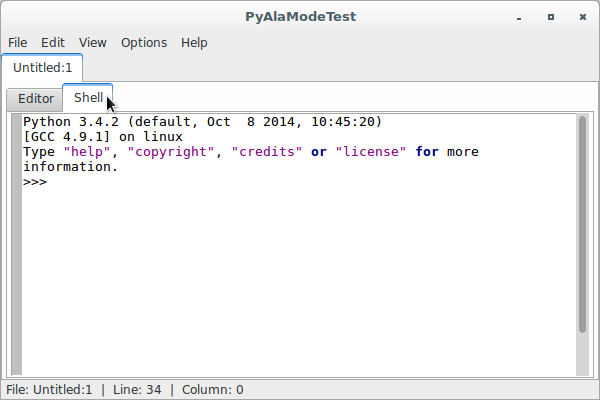 PyAlaModeTest
File Edit View Options Help
Untitled:1
Editor Shell
Python 3.4.2 (default, Oct  8 2014, 10:45:20)
[GCC 4.9.1] on linux
Type "help", "copyright", "credits" or "license" for more
information.
>>>
File: Untitled:1 | Line: 34 | Column: 0